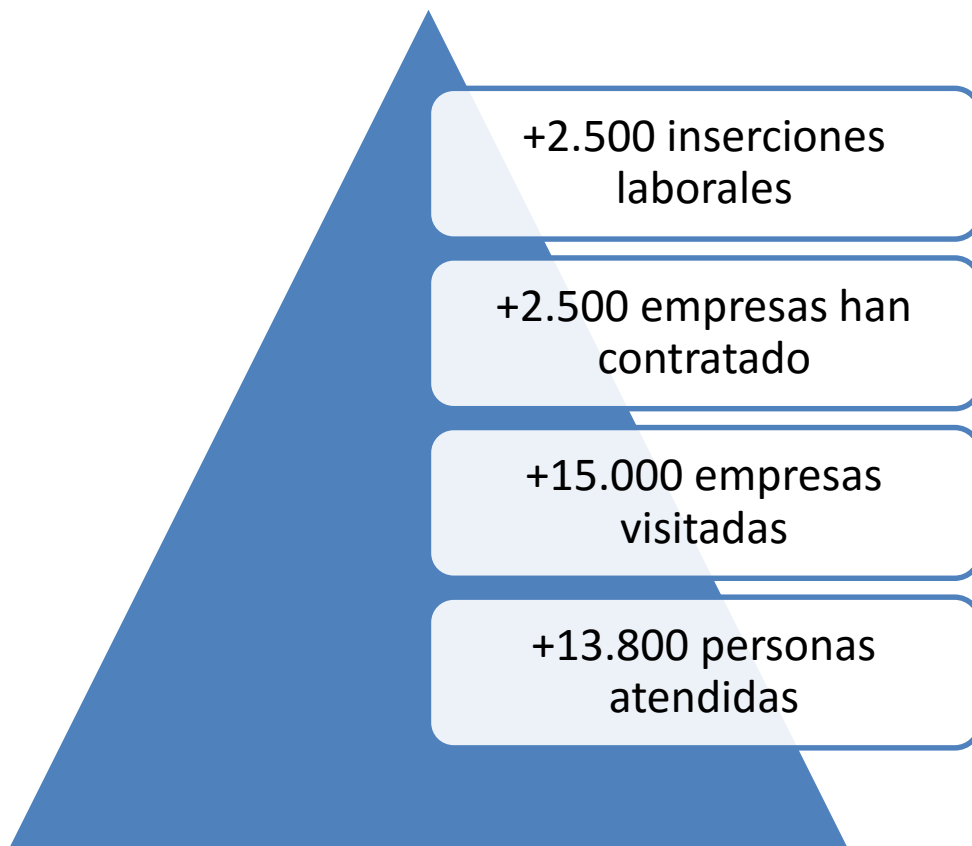 +2.500 inserciones
laborales
+2.500 empresas han
contratado
+15.000 empresas
visitadas
+13.800 personas
atendidas